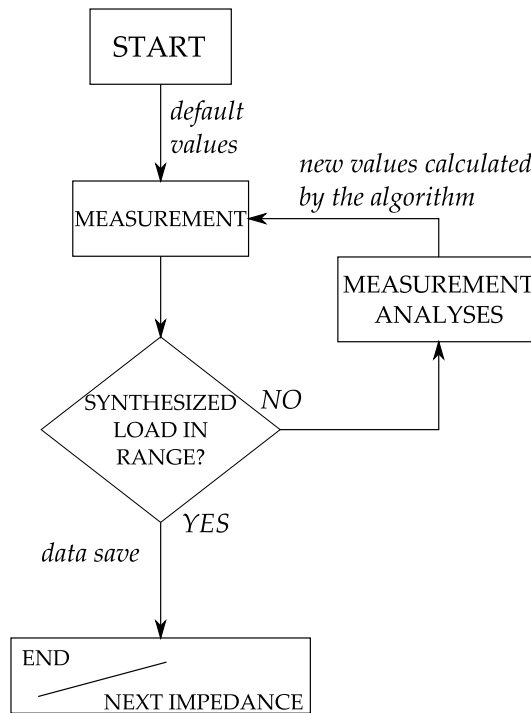 START
default
values
new values calculated
by the algorithm
MEASUREMENT
MEASUREMENT
ANALYSES
SYNTHESIZED
LOAD IN
RANGE?
NO
YES
data save
END
NEXT IMPEDANCE